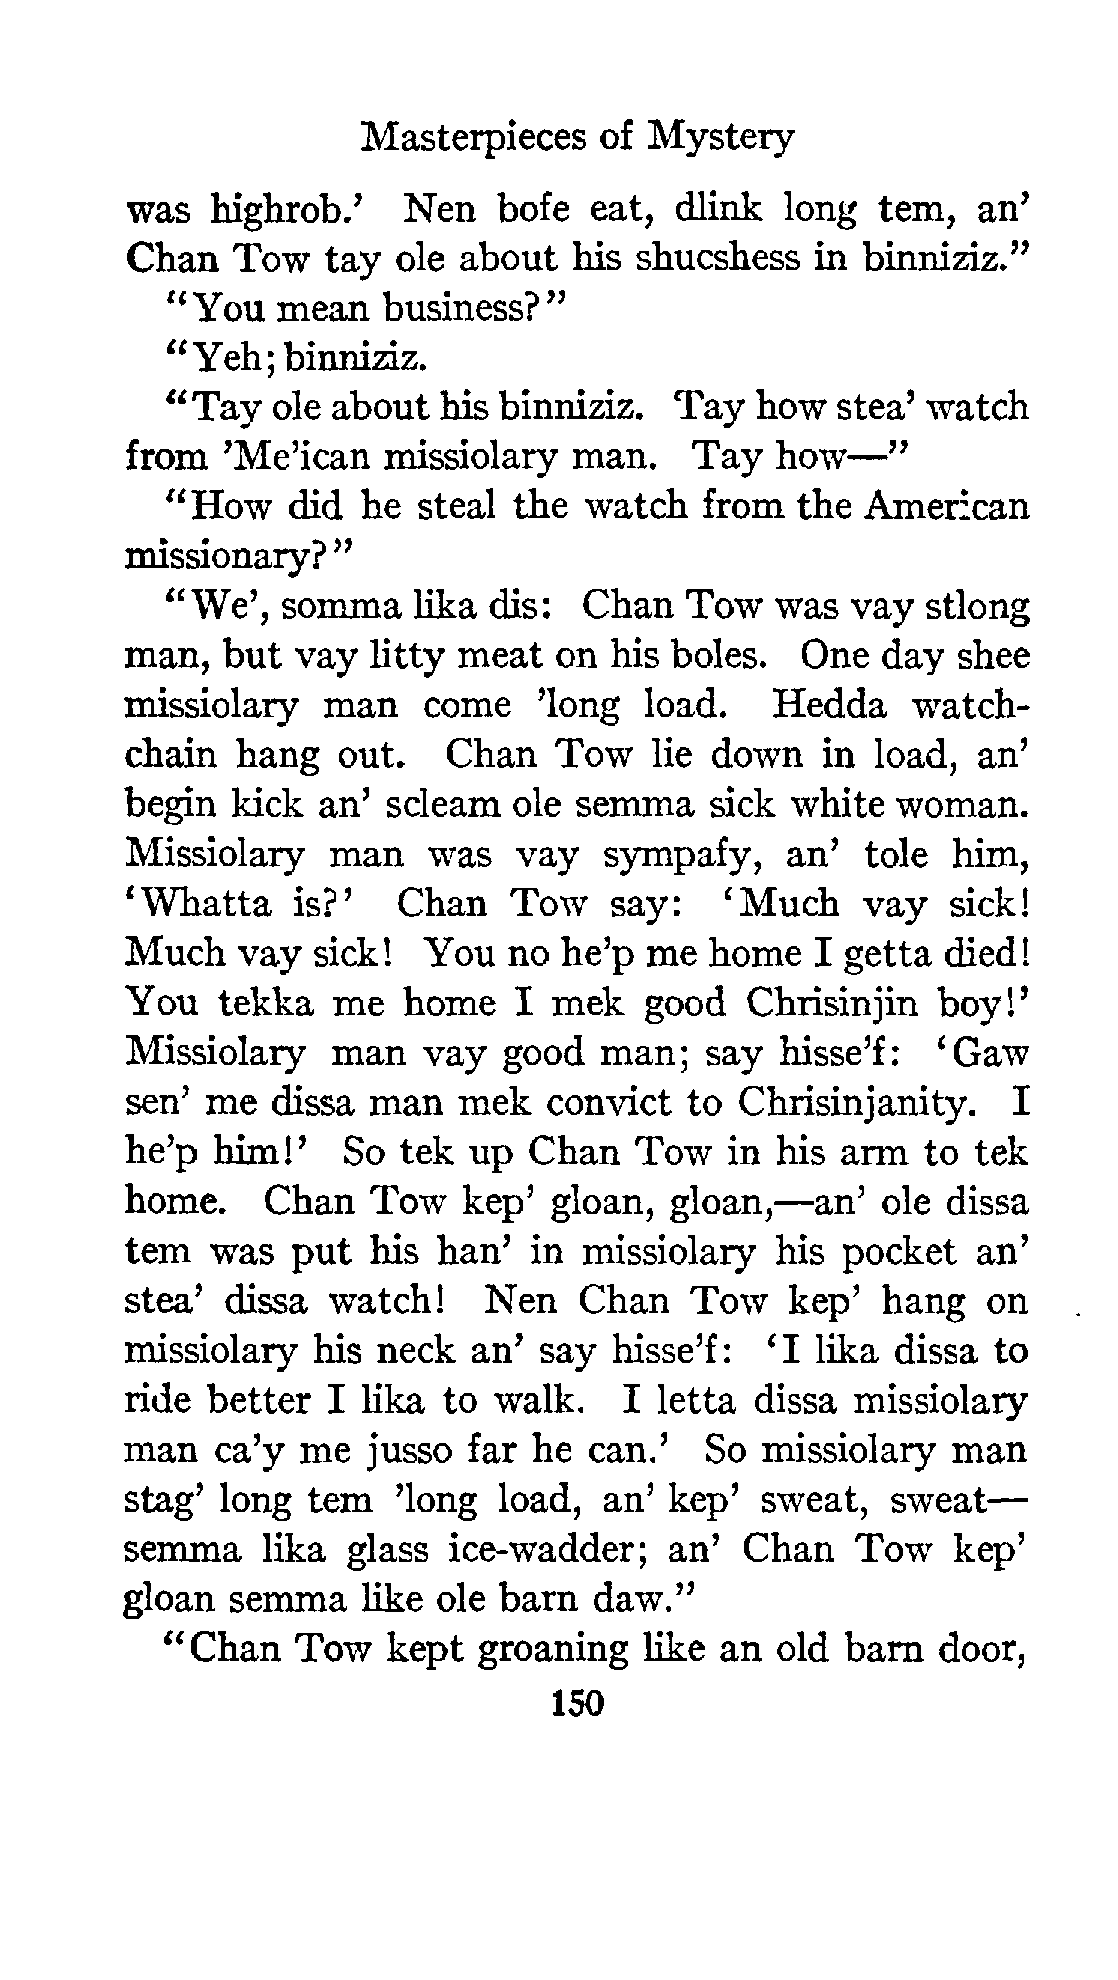 Masterpieces of Mystery
was highrob.’ Nen bofe eat, dlink long tem, an’
Chan Tow tay ole about his shucshess in binniziz.”
“You mean business?”
“Yeh; binniziz.
“Tay ole about his binniziz. Tay how stea’ watch
from ’Me’ican missiolary man. Tay how—”
“How did he steal the watch from the American
missionary?”
“We’, somma lika dis: Chan Tow was vay stlong
man, but vay litty meat on his boles. One day shee
missiolary man come ’long load. Hedda watch-
chain hang out. Chan Tow lie down in load, an’
begin kick an’ scleam ole semma sick white woman.
Missiolary man was vay sympafy, an’ tole him,
‘Whatta is?’ Chan Tow say: ‘Much vay sick!
Much vay sick! You no he’p me home I getta died!
You tekka me home I mek good Chrisinjin boy!’
Missiolary man vay good man; say hisse’f: ‘Gaw
sen’ me dissa man mek convict to Chrisinjanity. I
he’p him!’ So tek up Chan Tow in his arm to tek
home. Chan Tow kep’ gloan, gloan,—an’ ole dissa
tem was put his han’ in missiolary his pocket an’
stea’ dissa watch! Nen Chan Tow kep’ hang on
missiolary his neck an’ say hisse’f: ‘I lika dissa to
ride better I lika to walk. I letta dissa missiolary
man ca’y me jusso far he can.’ So missiolary man
stag’ long tem ’long load, an’ kep’ sweat, sweat—
semma lika glass ice-wadder; an’ Chan Tow kep’
gloan semma like ole barn daw.”
“Chan Tow kept groaning like an old barn door,
150